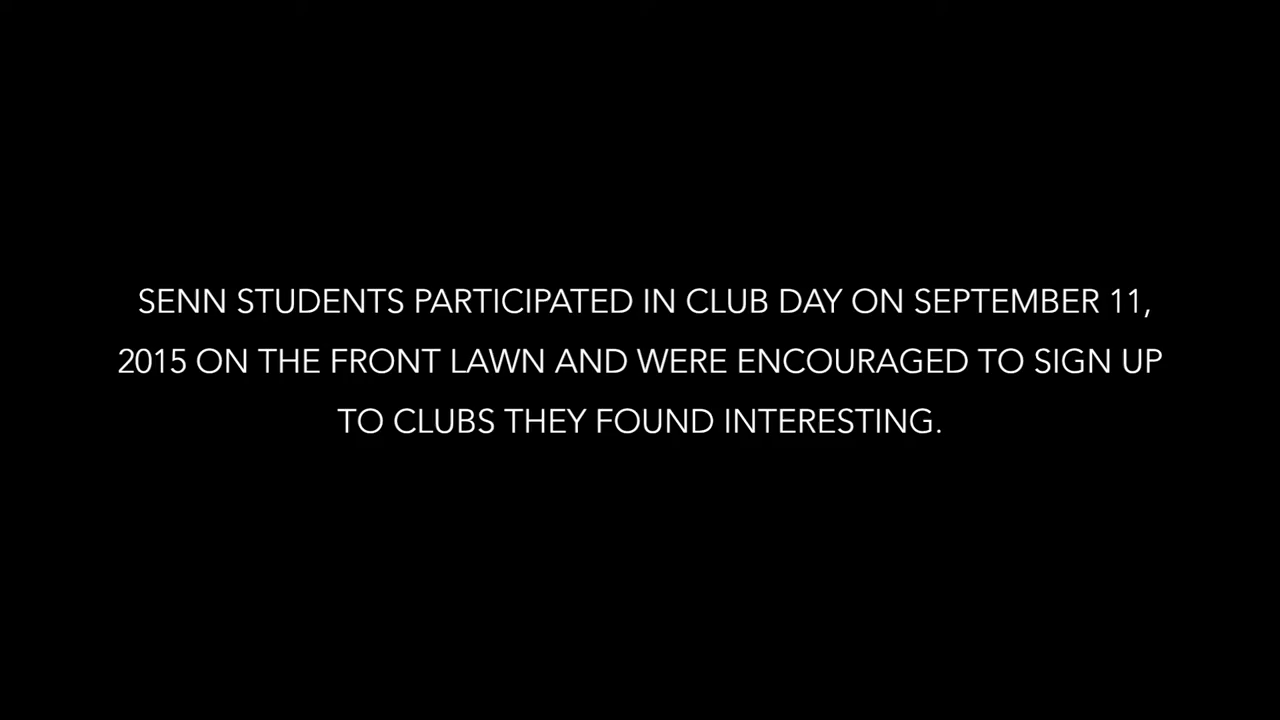 SENN STUDENTS PARTICIPATED IN CLUB DAY ON SEPTEMBER 11,
2015 ON THE FRONT LAWN AND WERE ENCOURAGED TO SIGN UP
TO CLUBS THEY FOUND INTERESTING.